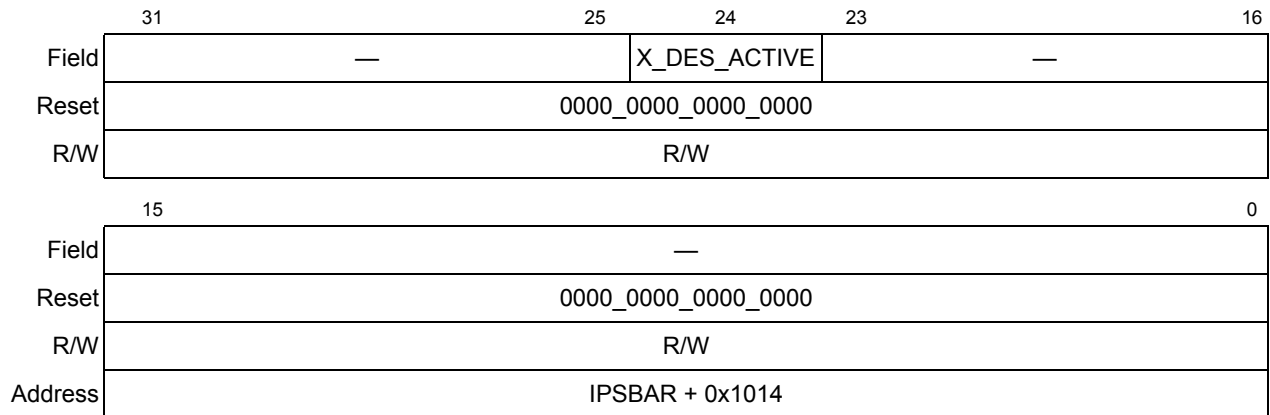 31 25 24 23 16
Field — X_DES_ACTIVE —
Reset 0000_0000_0000_0000
R/W R/W
15 0
Field —
Reset 0000_0000_0000_0000
R/W R/W
Address IPSBAR + 0x1014